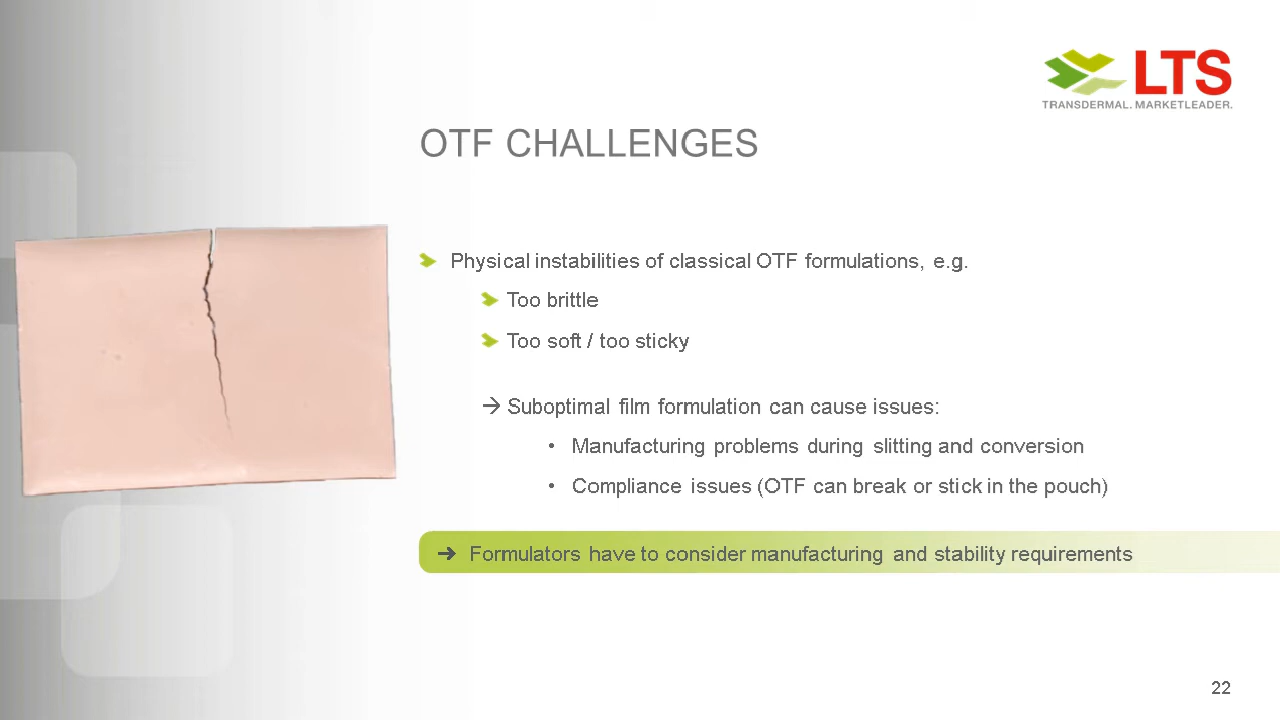 LTS
TRANSDERMAL. MARKETLEADER.
OTF CHALLENGES
Physical instabilities of classical OTF formulations, e.g.
Too brittle
Too soft / too sticky
→ Suboptimal film formulation can cause issues:
• Manufacturing problems during slitting and conversion
• Compliance issues (OTF can break or stick in the pouch)
➔ Formulators have to consider manufacturing and stability requirements
22